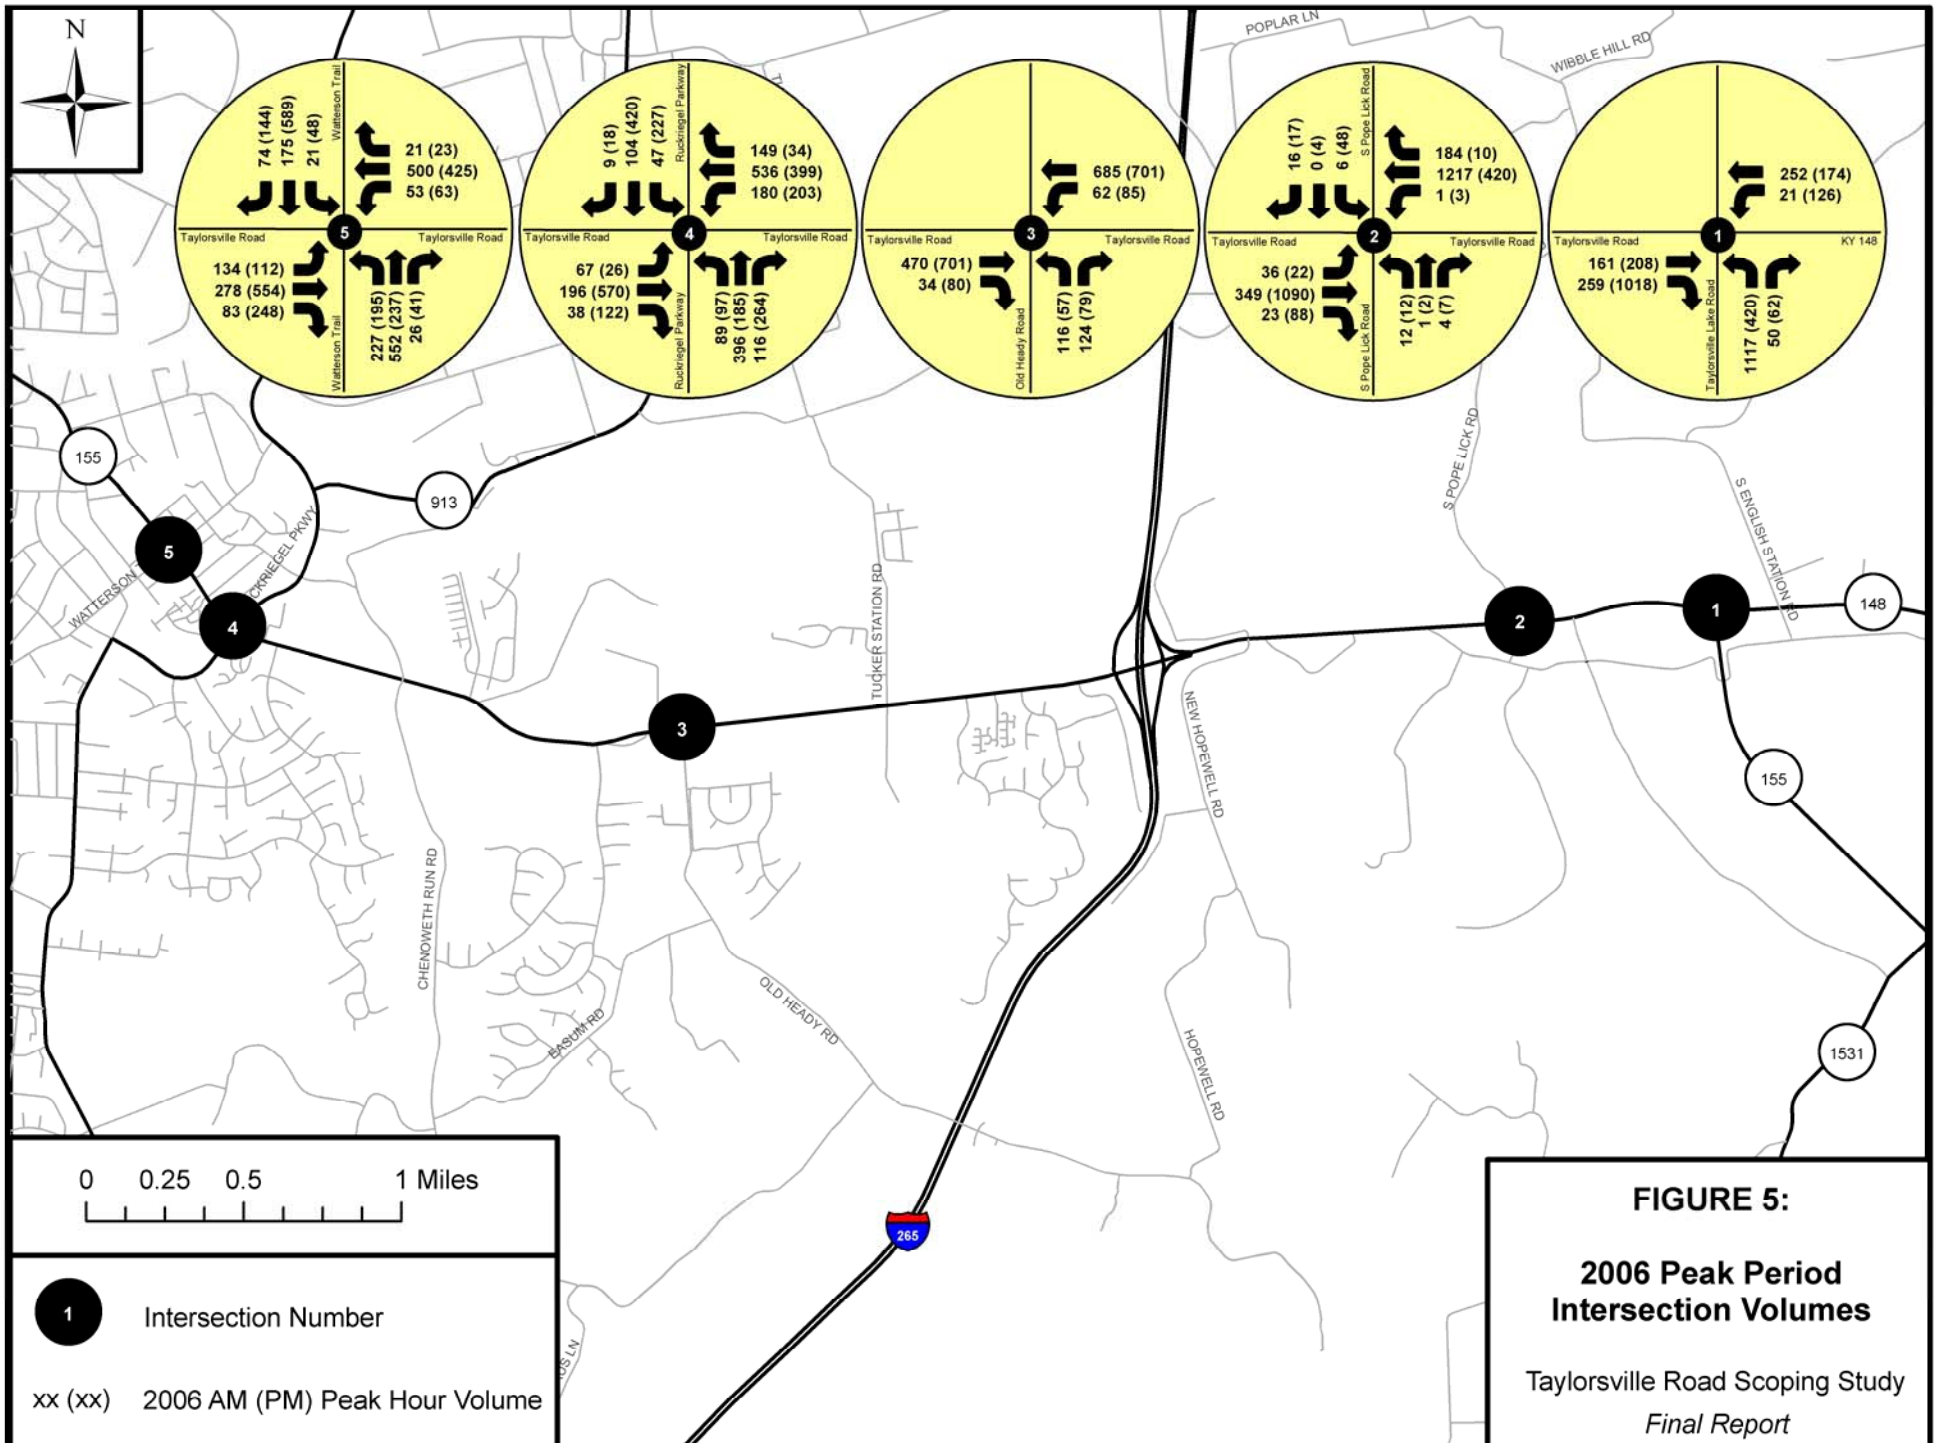 N
POPLAR LN
WIBBLE HILL RD
Watterson Trail
74 (144)
175 (589)
21 (48)
21 (23)
500 (425)
53 (63)
Taylorsville Road
5
Taylorsville Road
134 (112)
278 (554)
83 (248)
Watterson Trail
227 (195)
552 (237)
26 (41)
Ruckriegel Parkway
9 (18)
104 (420)
47 (227)
149 (34)
536 (399)
180 (203)
Taylorsville Road
4
Taylorsville Road
67 (26)
196 (570)
38 (122)
Ruckriegel Parkway
89 (97)
396 (185)
116 (264)
685 (701)
62 (85)
Taylorsville Road
3
Taylorsville Road
470 (701)
34 (80)
Old Heady Road
116 (57)
124 (79)
S Pope Lick Road
16 (17)
0 (4)
6 (48)
184 (10)
1217 (420)
1 (3)
Taylorsville Road
2
Taylorsville Road
36 (22)
349 (1090)
23 (88)
S Pope Lick Road
12 (12)
1 (2)
4 (7)
252 (174)
21 (126)
Taylorsville Road
1
KY 148
161 (208)
259 (1018)
Taylorsville Lake Road
1117 (420)
50 (62)
155
913
S POPE LICK RD
S ENGLISH STATION RD
5
WATTERSON
CKRIEGEL PKWY
4
TUCKER STATION RD
2
1
148
3
NEW HOPEWELL RD
155
CHENOWETH RUN RD
OLD HEADY RD
EASUM RD
HOPEWELL RD
1531
265
0 0.25 0.5 1 Miles
1 Intersection Number
xx (xx) 2006 AM (PM) Peak Hour Volume
FIGURE 5:
2006 Peak Period
Intersection Volumes
Taylorsville Road Scoping Study
Final Report